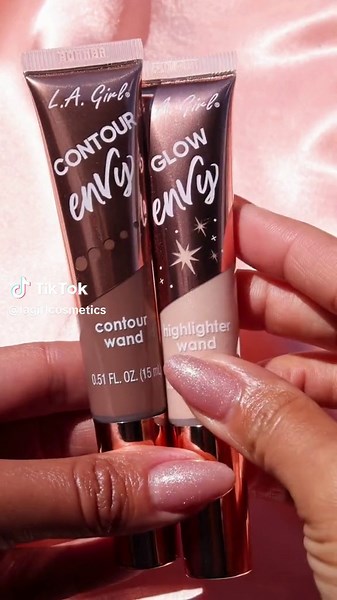 L.A. Girl®
CONTOUR
envy
contour
wand
0.51 FL. OZ. (15 mL
L.A. Girl®
GLOW
envy
highlighter
wand
TikTok